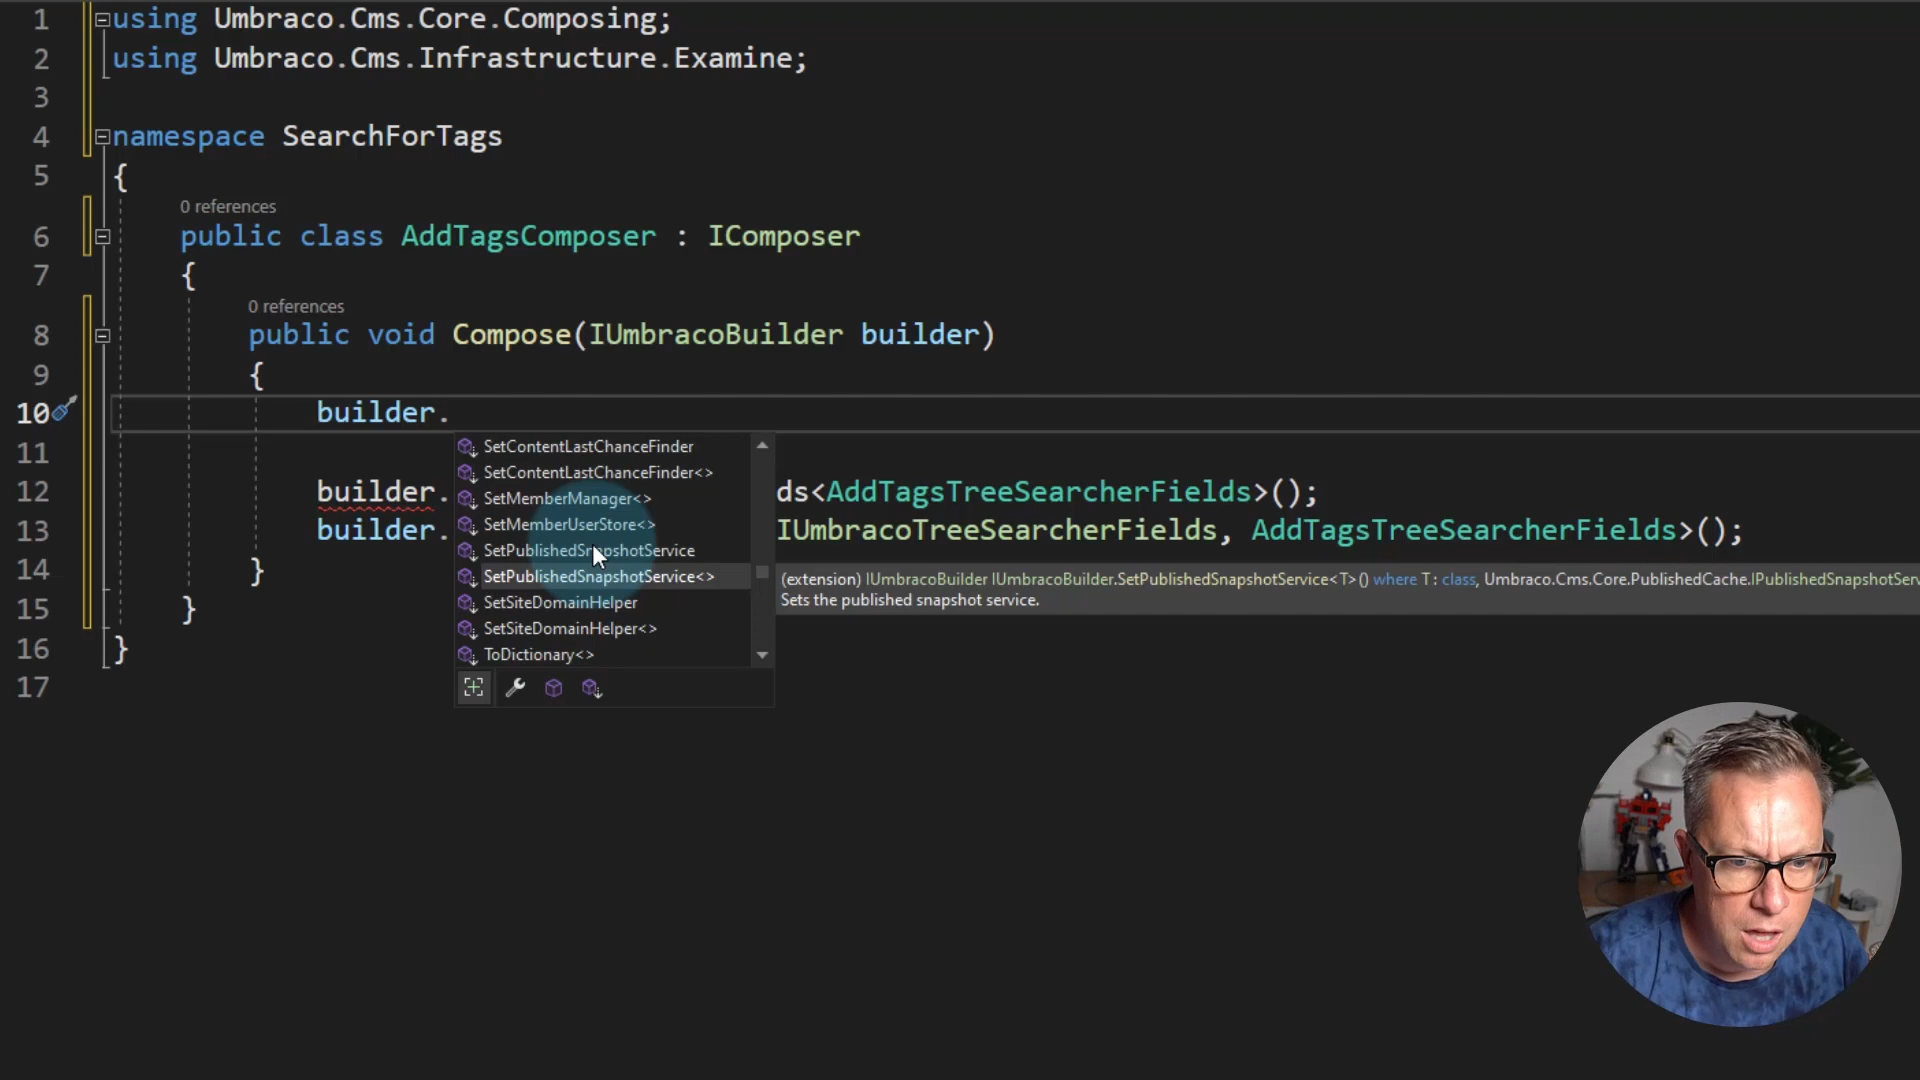 1 using Umbraco.Cms.Core.Composing;
2 using Umbraco.Cms.Infrastructure.Examine;
3
4 namespace SearchForTags
5 {
0 references
6 public class AddTagsComposer : IComposer
7 {
0 references
8 public void Compose(IUmbracoBuilder builder)
9 {
10 builder.
11
12 builder. ds<AddTagsTreeSearcherFields>();
13 builder. IUmbracoTreeSearcherFields, AddTagsTreeSearcherFields>();
14 }
15 }
16 }
17
SetContentLastChanceFinder
SetContentLastChanceFinder<>
SetMemberManager<>
SetMemberUserStore<>
SetPublishedSnapshotService
SetPublishedSnapshotService<>
SetSiteDomainHelper
SetSiteDomainHelper<>
ToDictionary<>
(extension) IUmbracoBuilder IUmbracoBuilder.SetPublishedSnapshotService<T>() where T : class, Umbraco.Cms.Core.PublishedCache.IPublishedSnapshotServ
Sets the published snapshot service.